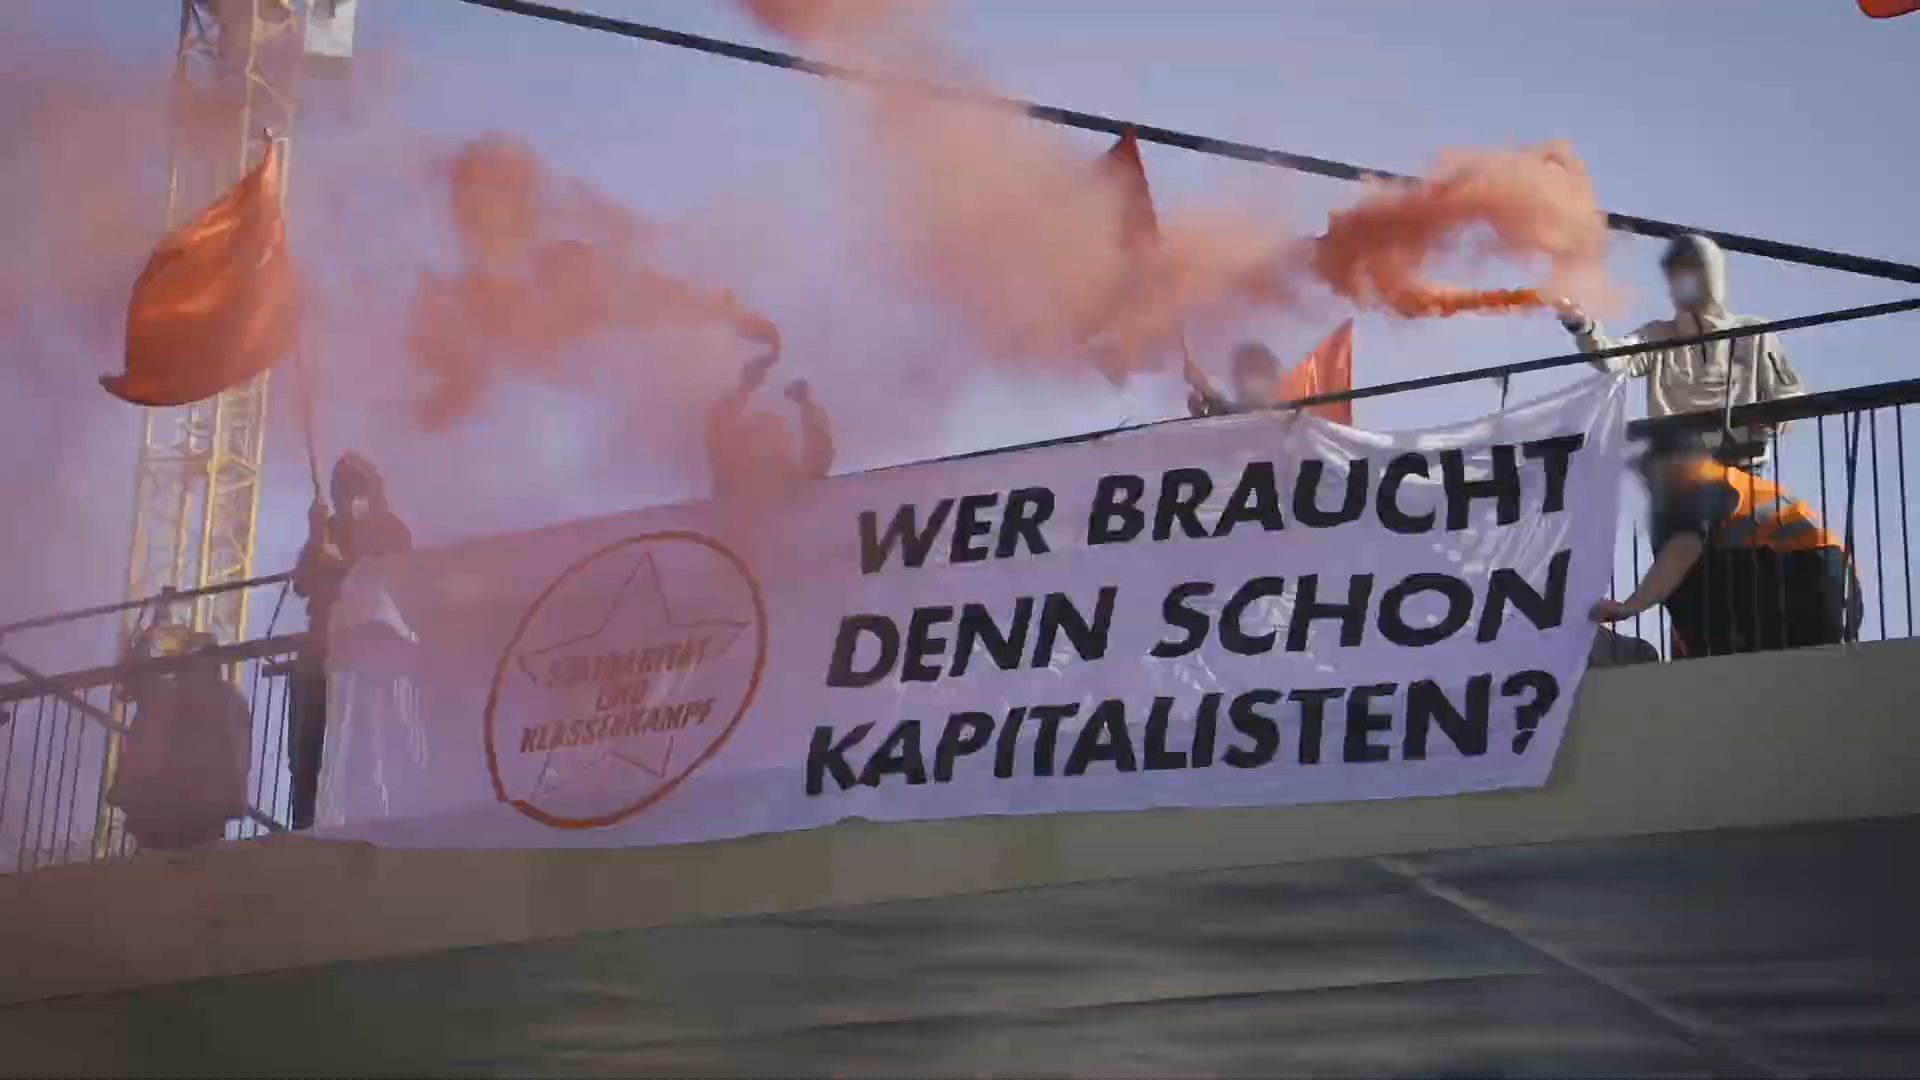 SOLIDARITÄT
UND
KLASSENKAMPF
WER BRAUCHT
DENN SCHON
KAPITALISTEN?